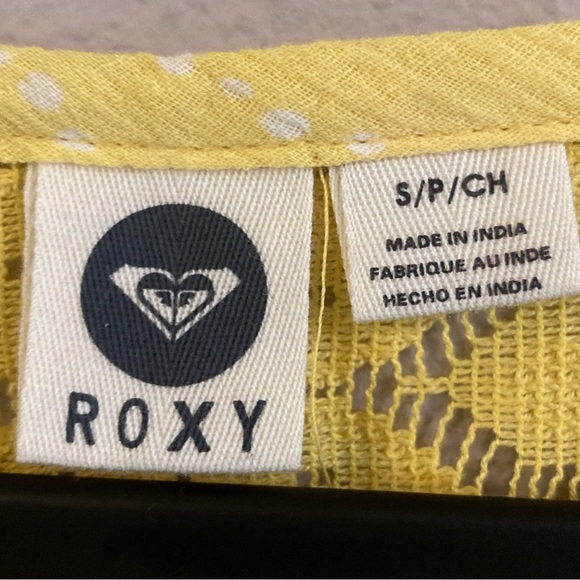 ROXY
S/P/CH
MADE IN INDIA
FABRIQUE AU INDE
HECHO EN INDIA